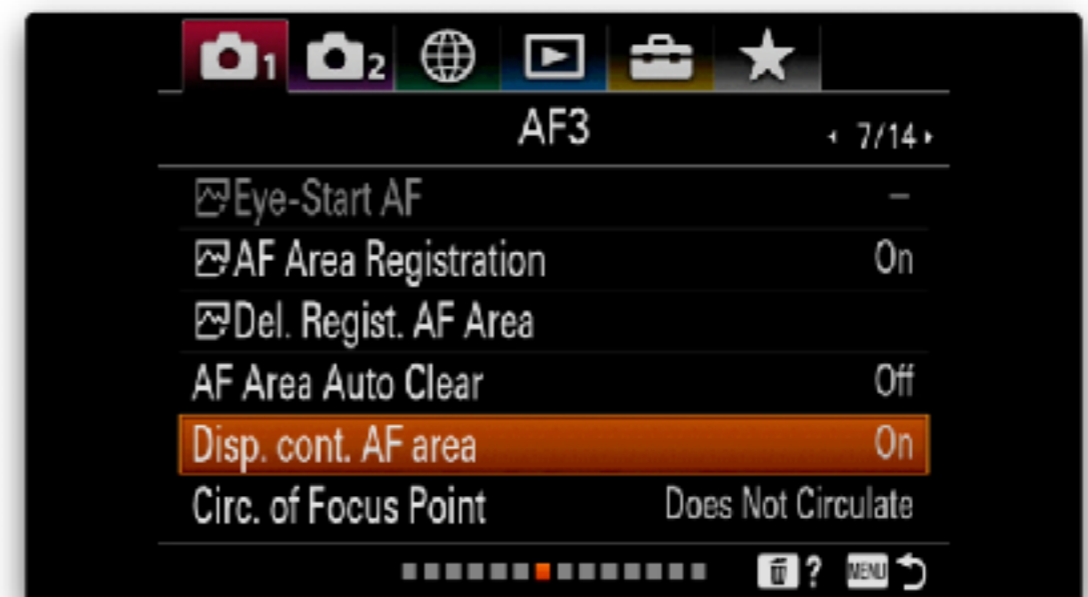 1 2
AF3 7/14
Eye-Start AF –
AF Area Registration On
Del. Regist. AF Area
AF Area Auto Clear Off
Disp. cont. AF area On
Circ. of Focus Point Does Not Circulate
? MENU